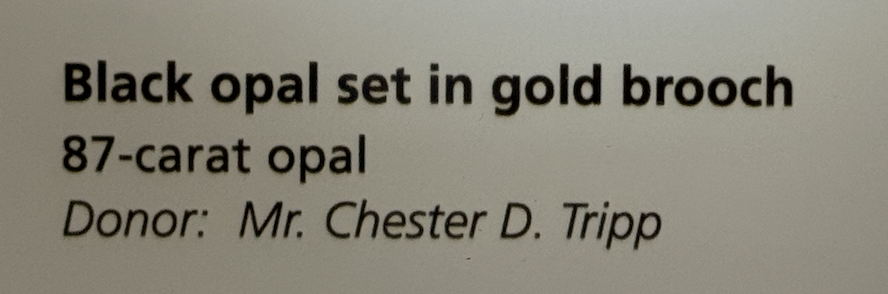 Black opal set in gold brooch
87-carat opal
Donor: Mr. Chester D. Tripp